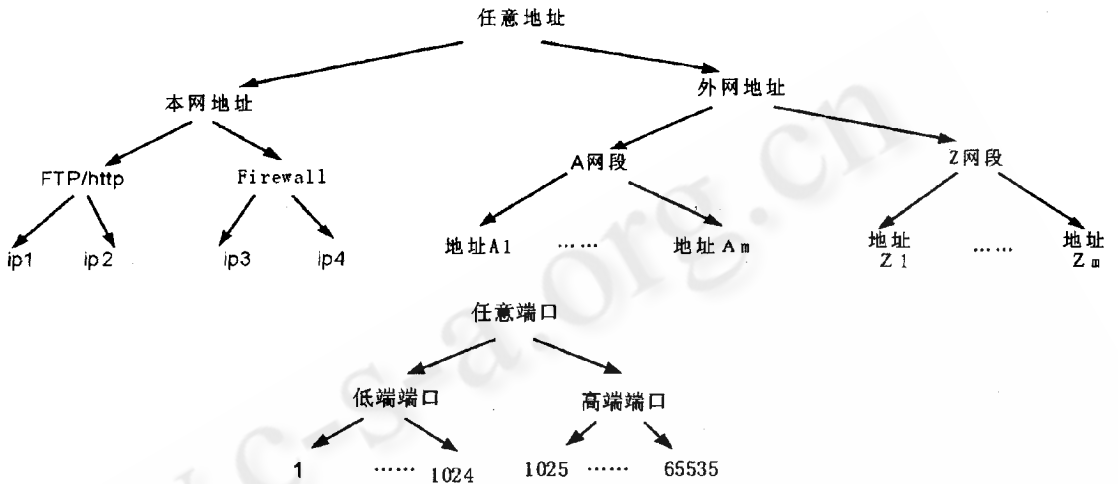 任意地址
本网地址
外网地址
FTP/http
Firewall
A网段
Z网段
ip1
ip2
ip3
ip4
地址A1
……
地址Am
地址
Z1
……
地址
Zm
任意端口
低端端口
高端端口
1
……
1024
1025
……
65535
c-s-a.org.cn